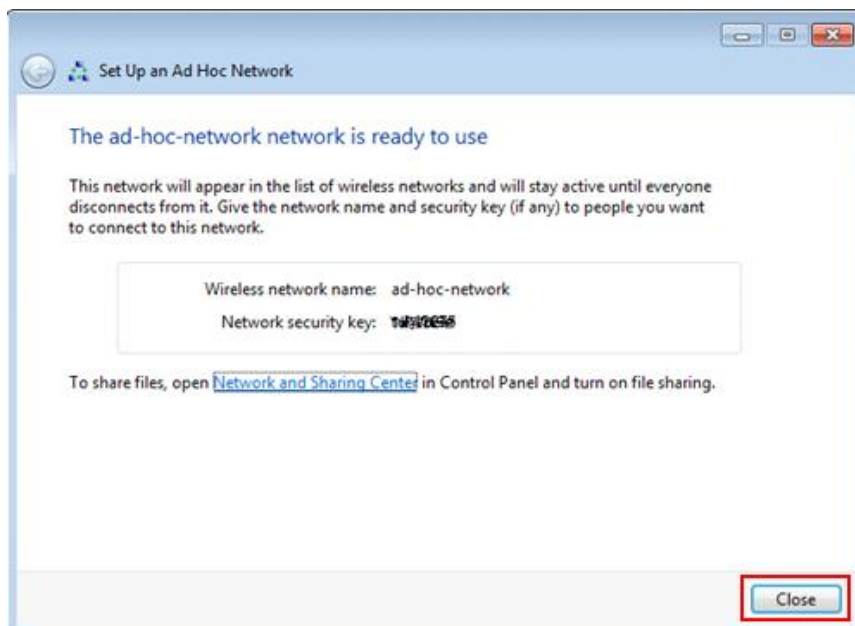 Set Up an Ad Hoc Network
The ad-hoc-network network is ready to use
This network will appear in the list of wireless networks and will stay active until everyone
disconnects from it. Give the network name and security key (if any) to people you want
to connect to this network.
Wireless network name: ad-hoc-network
Network security key:
To share files, open Network and Sharing Center in Control Panel and turn on file sharing.
Close